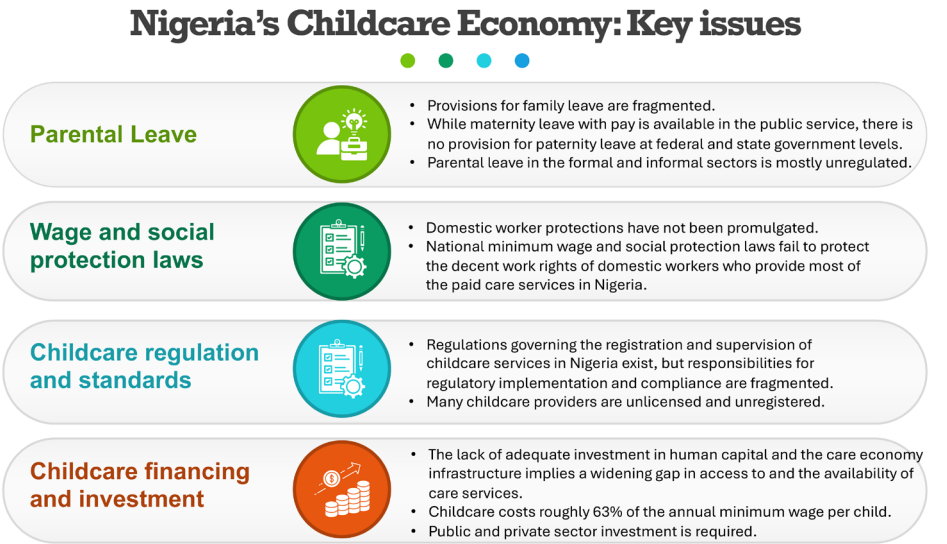 Nigeria's Childcare Economy: Key issues
Parental Leave
• Provisions for family leave are fragmented.
• While maternity leave with pay is available in the public service, there is
no provision for paternity leave at federal and state government levels.
• Parental leave in the formal and informal sectors is mostly unregulated.
Wage and social
protection laws
• Domestic worker protections have not been promulgated.
• National minimum wage and social protection laws fail to protect
the decent work rights of domestic workers who provide most of
the paid care services in Nigeria.
Childcare regulation
and standards
• Regulations governing the registration and supervision of
childcare services in Nigeria exist, but responsibilities for
regulatory implementation and compliance are fragmented.
• Many childcare providers are unlicensed and unregistered.
Childcare financing
and investment
• The lack of adequate investment in human capital and the care economy
infrastructure implies a widening gap in access to and the availability of
care services.
• Childcare costs roughly 63% of the annual minimum wage per child.
• Public and private sector investment is required.